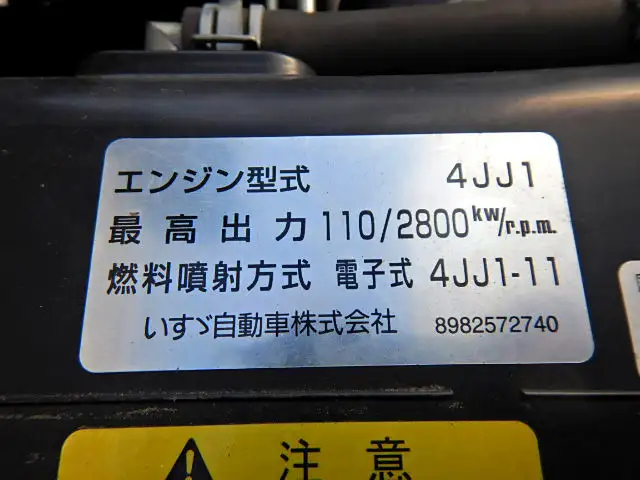 エンジン型式 4JJ1
最高出力 110/2800kW/r.p.m.
燃料噴射方式 電子式 4JJ1-11
いすゞ自動車株式会社 8982572740
注意